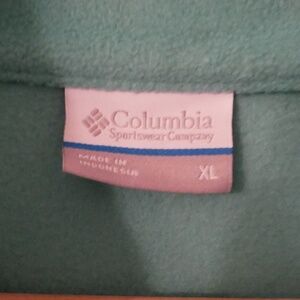 Columbia
Sportswear Company
MADE IN
INDONESIA
XL